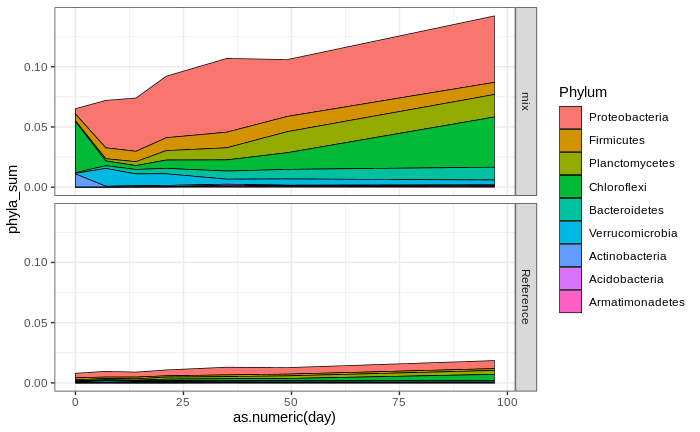 phyla_sum
0.10
0.05
0.00
mix
0.10
0.05
0.00
Reference
0
25
50
75
100
as.numeric(day)
Phylum
Proteobacteria
Firmicutes
Planctomycetes
Chloroflexi
Bacteroidetes
Verrucomicrobia
Actinobacteria
Acidobacteria
Armatimonadetes